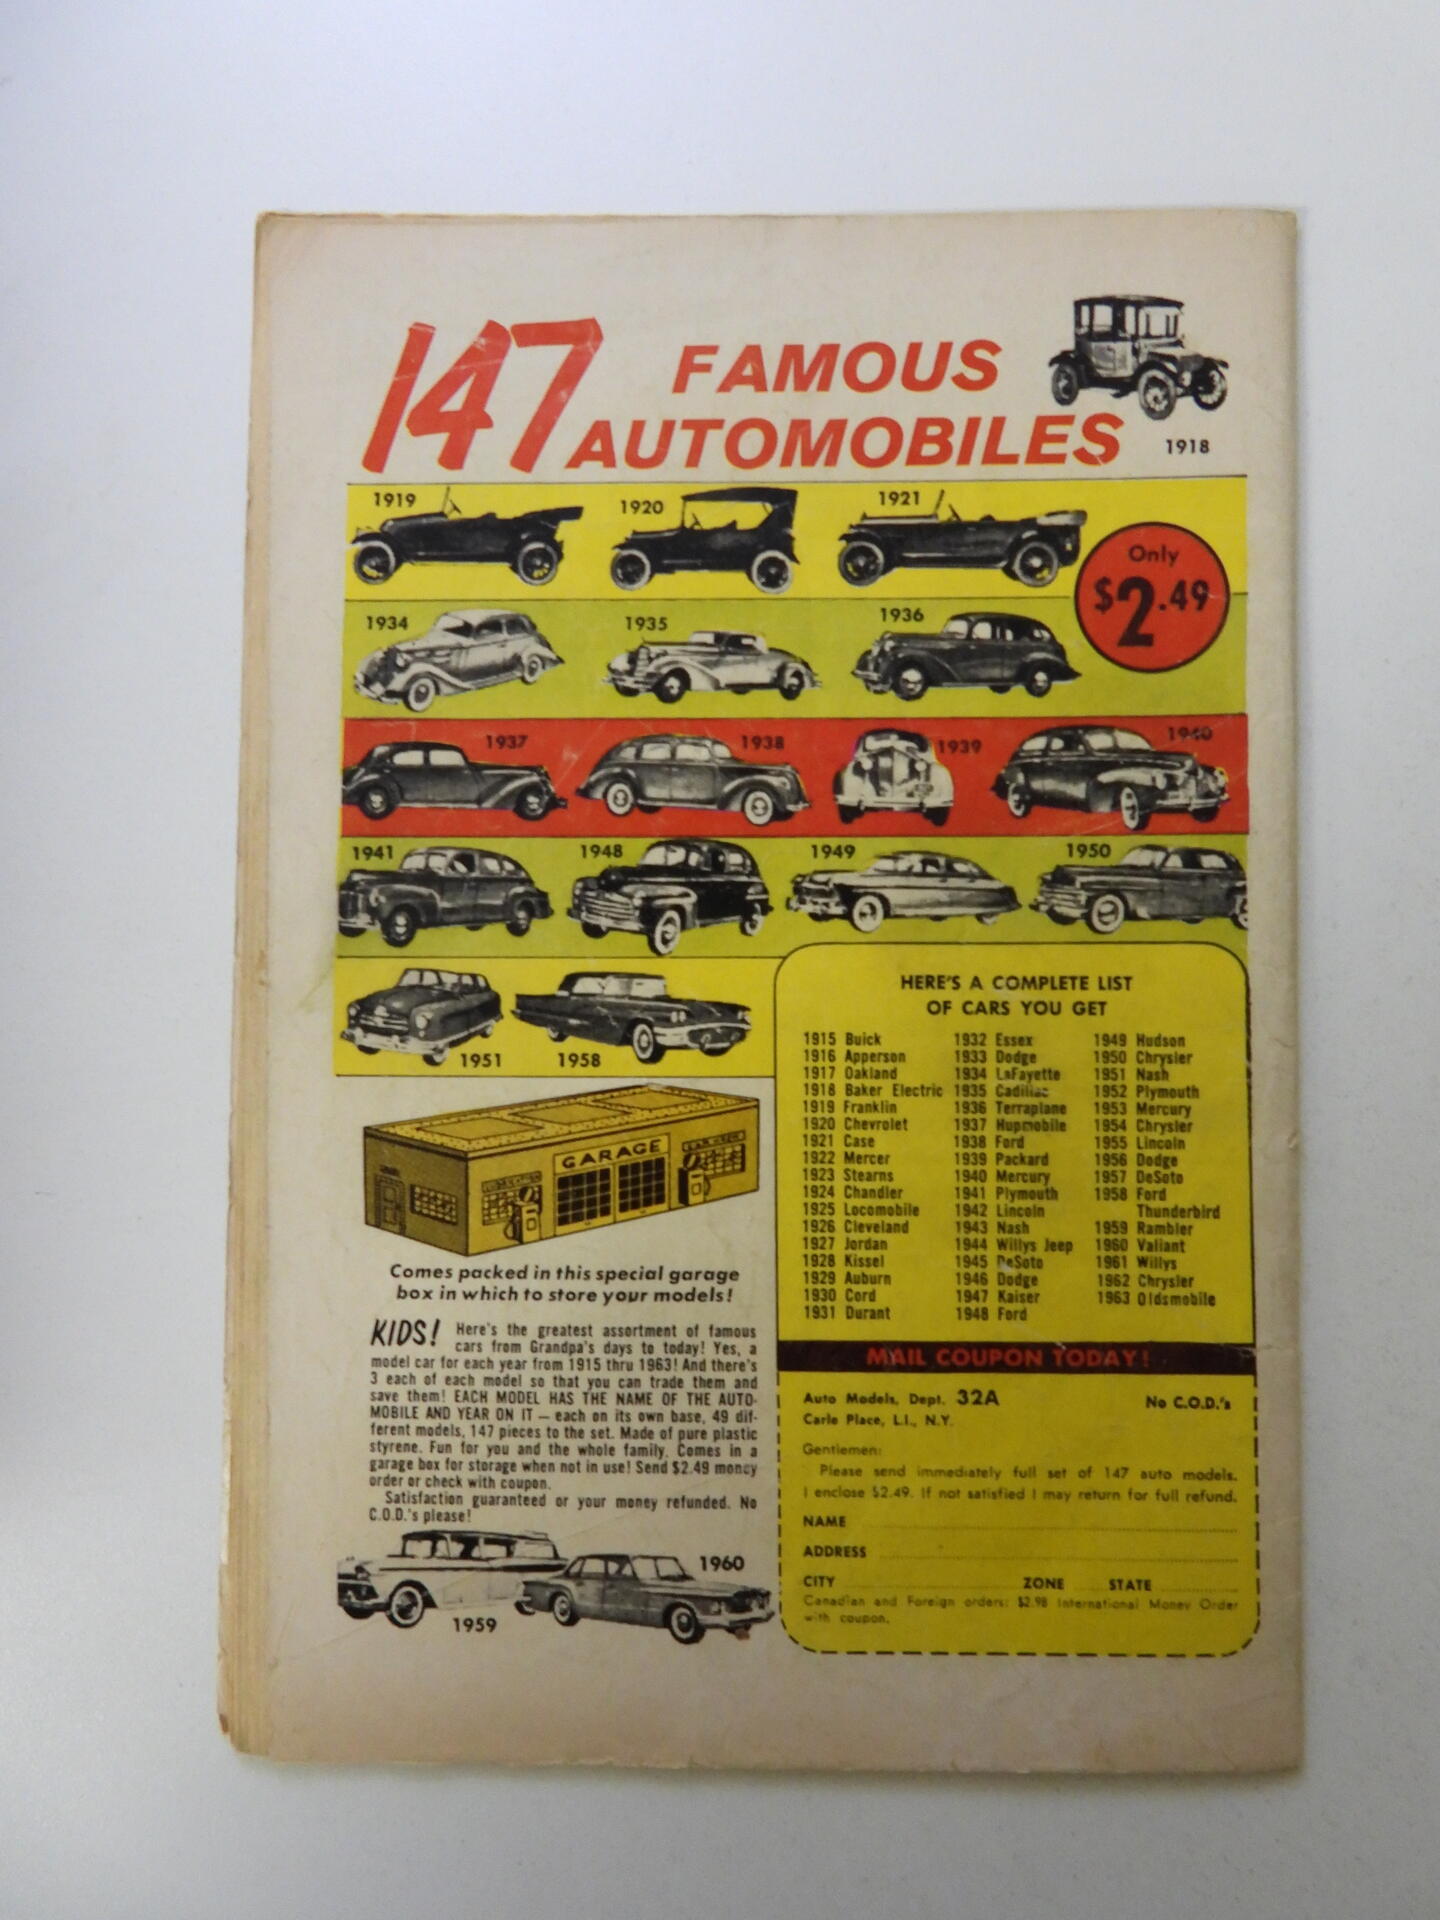 147 FAMOUS
AUTOMOBILES
1918
1919
1920
1921
Only
$2.49
1934
1935
1936
1937
1938
1939
1940
1941
1948
1949
1950
1951
1958
GARAGE
LUBRICATION
CAR WASH
Comes packed in this special garage
box in which to store your models!
KIDS! Here's the greatest assortment of famous
cars from Grandpa's days to today! Yes, a
model car for each year from 1915 thru 1963! And there's
3 each of each model so that you can trade them and
save them! EACH MODEL HAS THE NAME OF THE AUTO-
MOBILE AND YEAR ON IT — each on its own base, 49 dif-
ferent models, 147 pieces to the set. Made of pure plastic
styrene. Fun for you and the whole family. Comes in a
garage box for storage when not in use! Send $2.49 money
order or check with coupon.
Satisfaction guaranteed or your money refunded. No
C.O.D.'s please!
1959
1960
HERE'S A COMPLETE LIST
OF CARS YOU GET
1915 Buick
1916 Apperson
1917 Oakland
1918 Baker Electric
1919 Franklin
1920 Chevrolet
1921 Case
1922 Mercer
1923 Stearns
1924 Chandler
1925 Locomobile
1926 Cleveland
1927 Jordan
1928 Kissel
1929 Auburn
1930 Cord
1931 Durant
1932 Essex
1933 Dodge
1934 LaFayette
1935 Cadillac
1936 Terraplane
1937 Hupmobile
1938 Ford
1939 Packard
1940 Mercury
1941 Plymouth
1942 Lincoln
1943 Nash
1944 Willys Jeep
1945 DeSoto
1946 Dodge
1947 Kaiser
1948 Ford
1949 Hudson
1950 Chrysler
1951 Nash
1952 Plymouth
1953 Mercury
1954 Chrysler
1955 Lincoln
1956 Dodge
1957 DeSoto
1958 Ford
Thunderbird
1959 Rambler
1960 Valiant
1961 Willys
1962 Chrysler
1963 Oldsmobile
MAIL COUPON TODAY!
Auto Models, Dept. 32A No C.O.D.'s
Carle Place, L.I., N.Y.
Gentlemen:
Please send immediately full set of 147 auto models.
I enclose $2.49. If not satisfied I may return for full refund.
NAME
ADDRESS
CITY ZONE STATE
Canadian and Foreign orders: $2.98 International Money Order
with coupon.